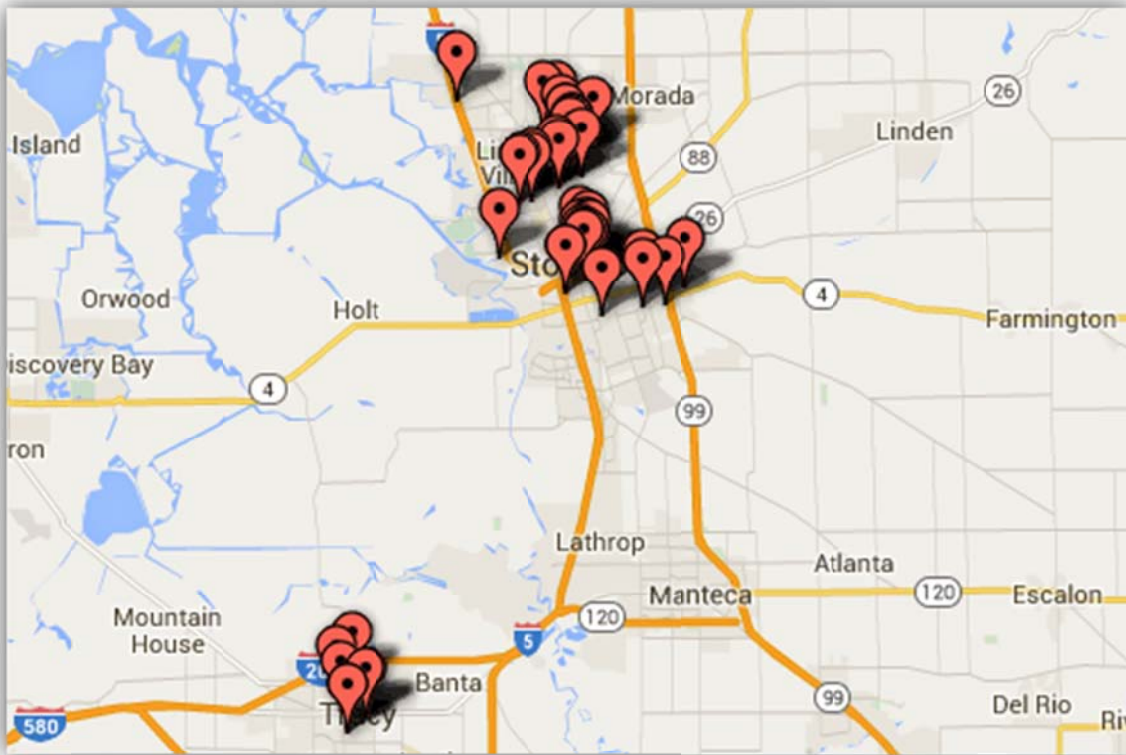 Morada
26
Linden
Island
88
26
Orwood
Holt
4
Farmington
iscovery Bay
4
99
ron
Lathrop
Atlanta
Manteca
120
Escalon
Mountain
House
120
5
Banta
99
Del Rio
580